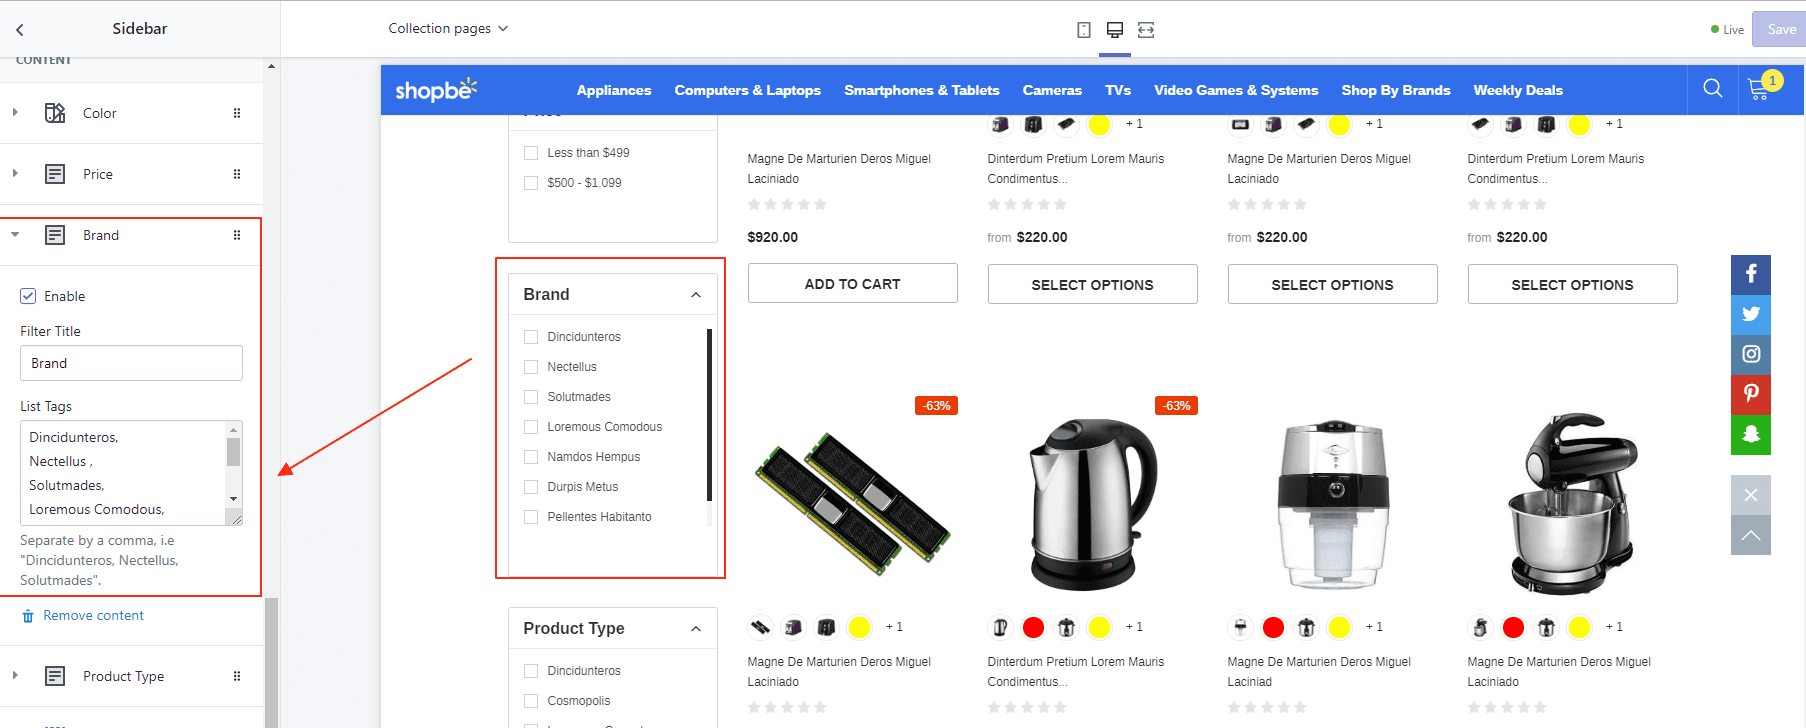 Sidebar
Collection pages
Live
Save
CONTENT
Color
Price
Brand
Enable
Filter Title
Brand
List Tags
Dincidunteros,
Nectellus ,
Solutmades,
Loremous Comodous,
Separate by a comma, i.e
"Dincidunteros, Nectellus,
Solutmades".
Remove content
Product Type
shopbe
Appliances
Computers & Laptops
Smartphones & Tablets
Cameras
TVs
Video Games & Systems
Shop By Brands
Weekly Deals
1
Price
Less than $499
$500 - $1.099
Brand
Dincidunteros
Nectellus
Solutmades
Loremous Comodous
Namdos Hempus
Durpis Metus
Pellentes Habitanto
Product Type
Dincidunteros
Cosmopolis
+ 1
+ 1
+ 1
Magne De Marturien Deros Miguel
Laciniado
$920.00
ADD TO CART
Dinterdum Pretium Lorem Mauris
Condimentus...
from $220.00
SELECT OPTIONS
Magne De Marturien Deros Miguel
Laciniado
from $220.00
SELECT OPTIONS
Dinterdum Pretium Lorem Mauris
Condimentus...
from $220.00
SELECT OPTIONS
-63%
-63%
+ 1
+ 1
+ 1
+ 1
Magne De Marturien Deros Miguel
Laciniado
Dinterdum Pretium Lorem Mauris
Condimentus...
Magne De Marturien Deros Miguel
Laciniad
Magne De Marturien Deros Miguel
Laciniado